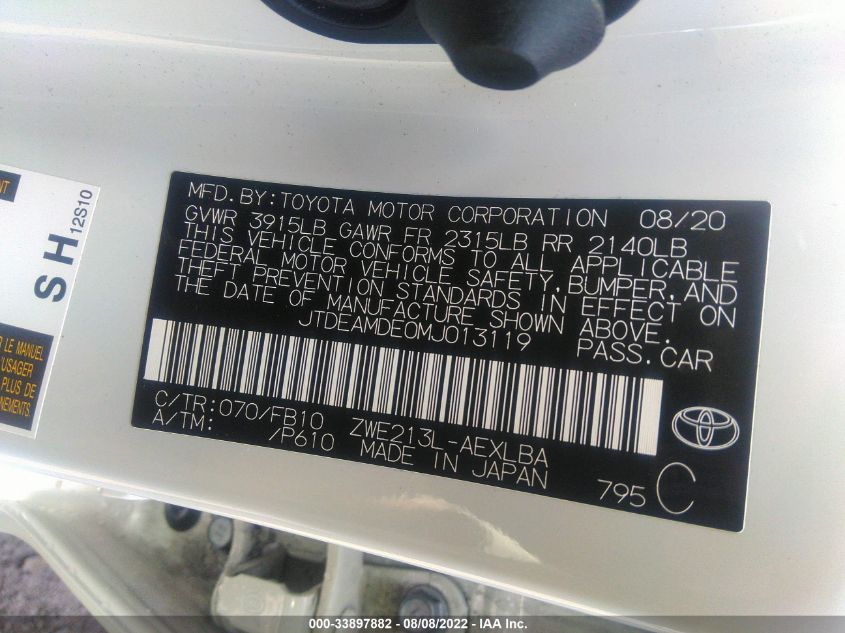 MFD.BY:TOYOTA MOTOR CORPORATION 08/20
GVWR 3915LB GAWR FR 2315LB RR 2140LB
THIS VEHICLE CONFORMS TO ALL APPLICABLE
FEDERAL MOTOR VEHICLE SAFETY,BUMPER,AND
THEFT PREVENTION STANDARDS IN EFFECT ON
THE DATE OF MANUFACTURE SHOWN ABOVE.
JTDEAMDE0MJ013119 PASS.CAR
C/TR:070/FB10 ZWE213L-AEXLBA
A/TM: /P610 MADE IN JAPAN
795 C
NT
SH 12S10
R LE MANUEL
'USAGER
PLUS DE
NEMENTS
000-33897882 - 08/08/2022 - IAA Inc.